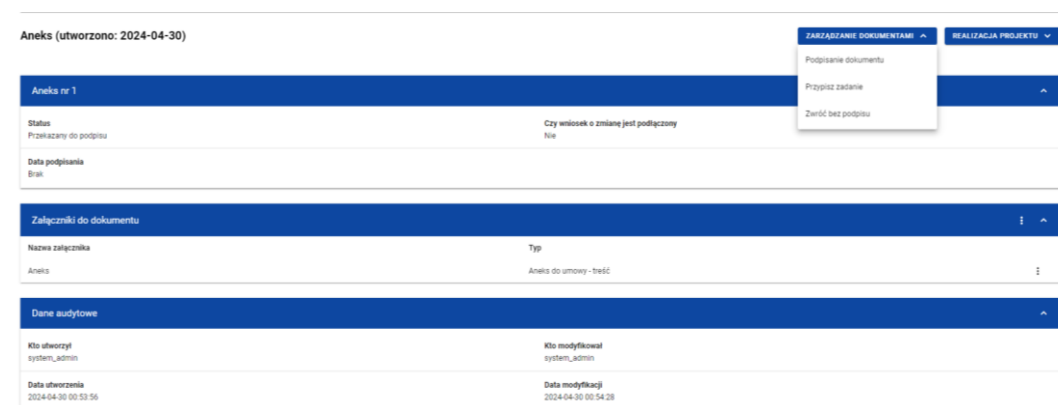 Aneks (utworzono: 2024-04-30)
ZARZĄDZANIE DOKUMENTAMI
REALIZACJA PROJEKTU
Podpisanie dokumentu
Przypisz zadanie
Zwróć bez podpisu
Aneks nr 1
Status
Czy wniosek o zmianę jest podłączony
Przekazany do podpisu
Nie
Data podpisania
Brak
Załączniki do dokumentu
Nazwa załącznika
Typ
Aneks
Aneks do umowy - treść
Dane audytowe
Kto utworzył
Kto modyfikował
system_admin
system_admin
Data utworzenia
Data modyfikacji
2024-04-30 00:53:56
2024-04-30 00:54:28